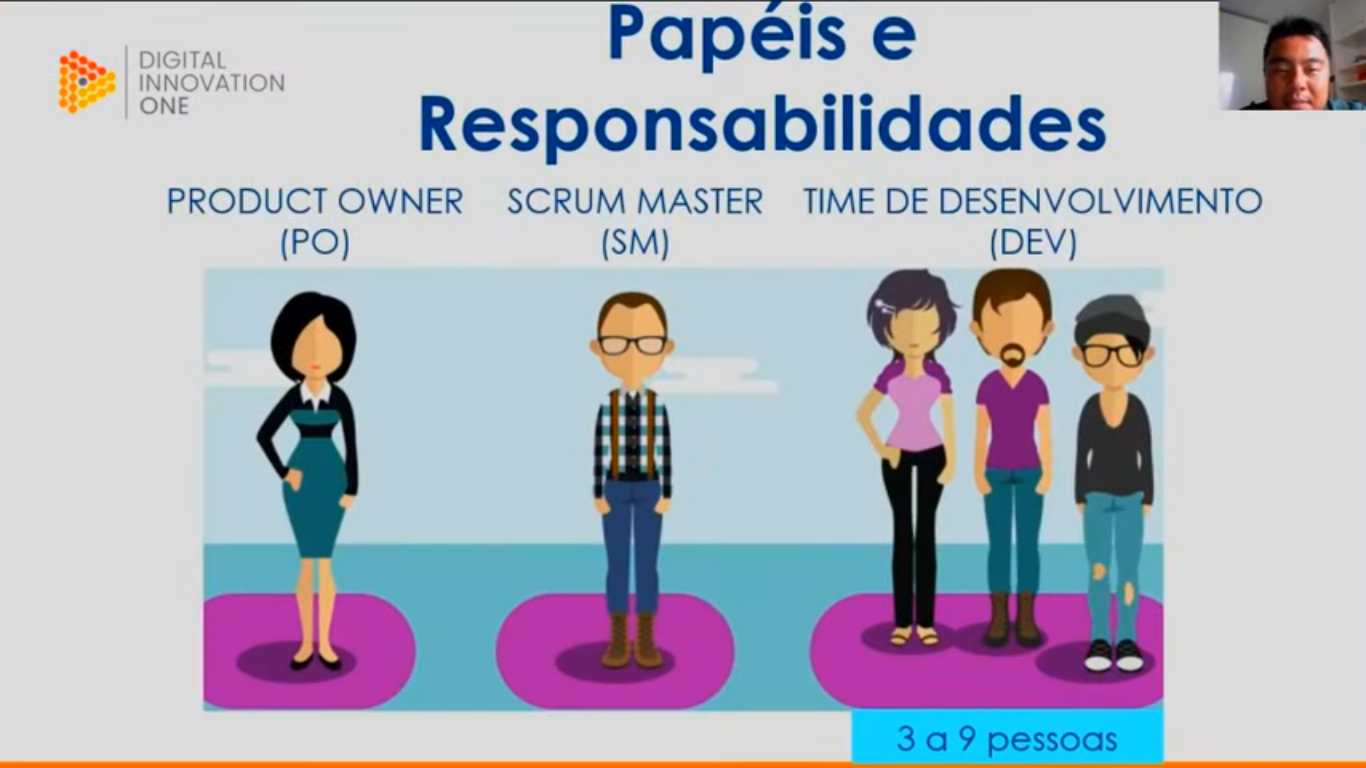 Papéis e
Responsabilidades
DIGITAL
INNOVATION
ONE
PRODUCT OWNER
(PO)
SCRUM MASTER
(SM)
TIME DE DESENVOLVIMENTO
(DEV)
3 a 9 pessoas